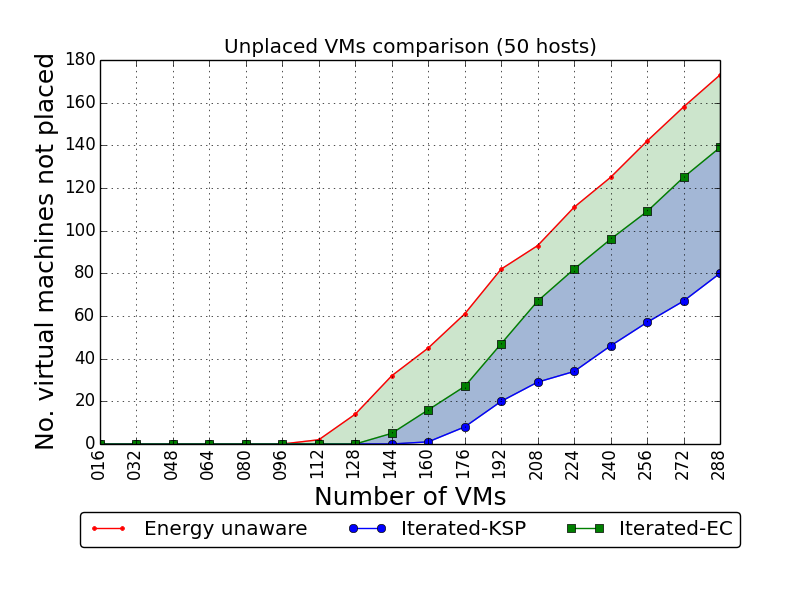 Unplaced VMs comparison (50 hosts)
No. virtual machines not placed
180
160
140
120
100
80
60
40
20
0
016 032 048 064 080 096 112 128 144 160 176 192 208 224 240 256 272 288
Number of VMs
Energy unaware Iterated-KSP Iterated-EC